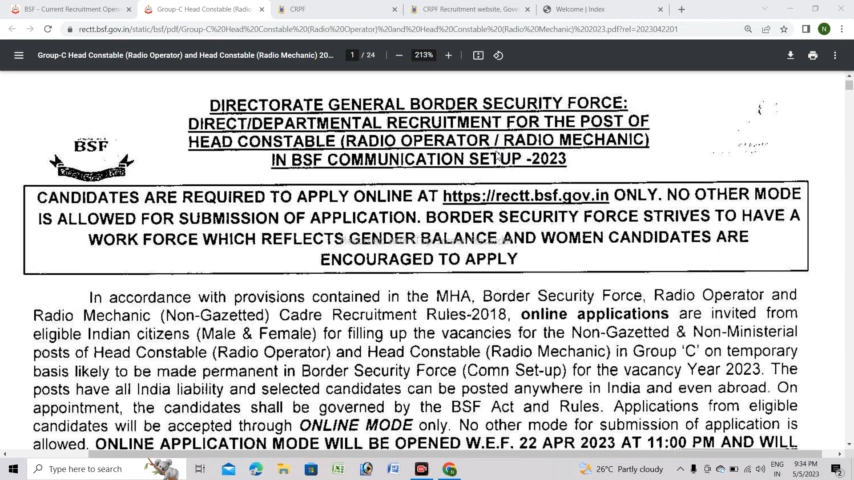 BSF - Current Recruitment Open
Group-C Head Constable (Radio
CRPF
CRPF Recruitment website, Gove
Welcome | Index
rectt.bsf.gov.in/static/bsf/pdf/Group-C%20Head%20Constable%20(Radio%20Operator)%20and%20Head%20Constable%20(Radio%20Mechanic)%202023.pdf?rel=2023042201
N
Group-C Head Constable (Radio Operator) and Head Constable (Radio Mechanic) 20...
1 / 24
213%
DIRECTORATE GENERAL BORDER SECURITY FORCE:
DIRECT/DEPARTMENTAL RECRUITMENT FOR THE POST OF
HEAD CONSTABLE (RADIO OPERATOR / RADIO MECHANIC)
IN BSF COMMUNICATION SETUP -2023
BSF
CANDIDATES ARE REQUIRED TO APPLY ONLINE AT https://rectt.bsf.gov.in ONLY. NO OTHER MODE
IS ALLOWED FOR SUBMISSION OF APPLICATION. BORDER SECURITY FORCE STRIVES TO HAVE A
WORK FORCE WHICH REFLECTS GENDER BALANCE AND WOMEN CANDIDATES ARE
ENCOURAGED TO APPLY
In accordance with provisions contained in the MHA, Border Security Force, Radio Operator and
Radio Mechanic (Non-Gazetted) Cadre Recruitment Rules-2018, online applications are invited from
eligible Indian citizens (Male & Female) for filling up the vacancies for the Non-Gazetted & Non-Ministerial
posts of Head Constable (Radio Operator) and Head Constable (Radio Mechanic) in Group 'C' on temporary
basis likely to be made permanent in Border Security Force (Comn Set-up) for the vacancy Year 2023. The
posts have all India liability and selected candidates can be posted anywhere in India and even abroad. On
appointment, the candidates shall be governed by the BSF Act and Rules. Applications from eligible
candidates will be accepted through ONLINE MODE only. No other mode for submission of application is
allowed. ONLINE APPLICATION MODE WILL BE OPENED W.E.F. 22 APR 2023 AT 11:00 PM AND WILL
Type here to search
26°C Partly cloudy
ENG
IN
9:34 PM
5/5/2023
2